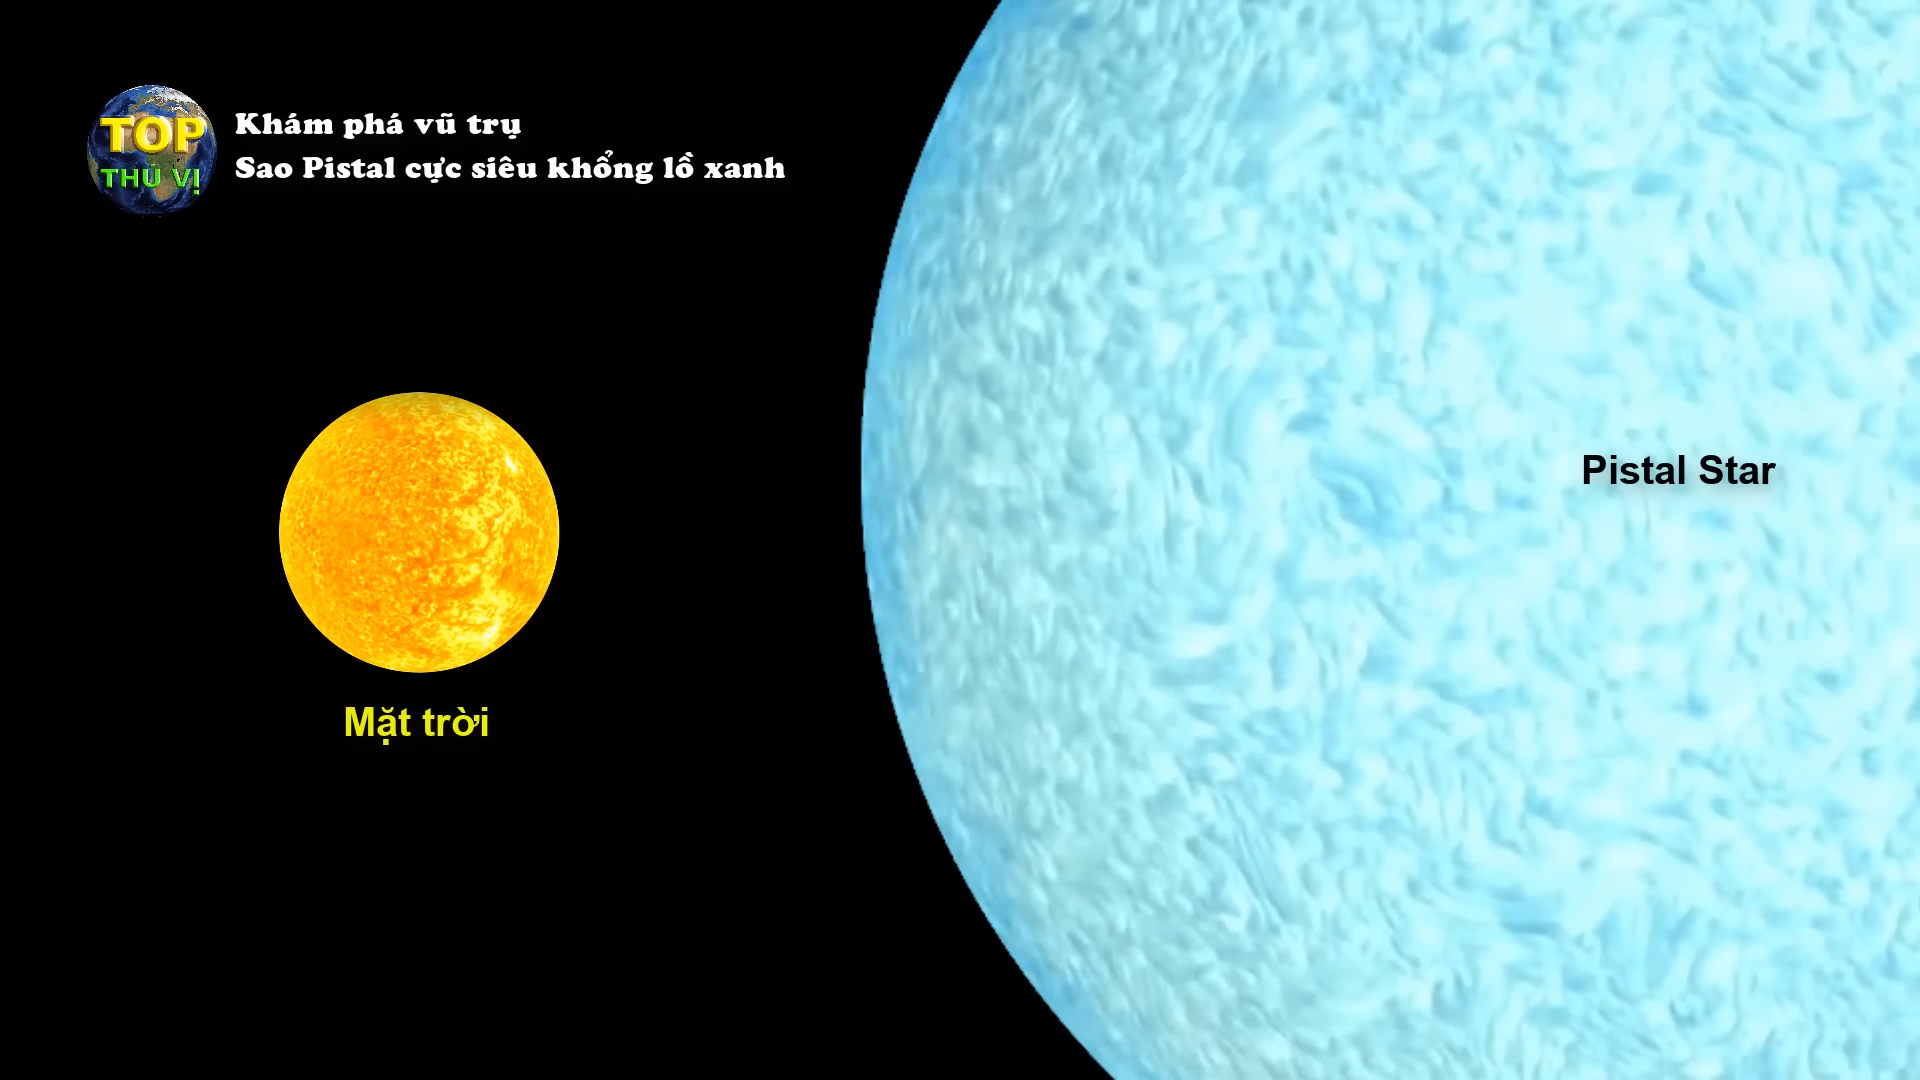 TOP
THÚ VỊ
Khám phá vũ trụ
Sao Pistal cực siêu khổng lồ xanh
Pistal Star
Mặt trời